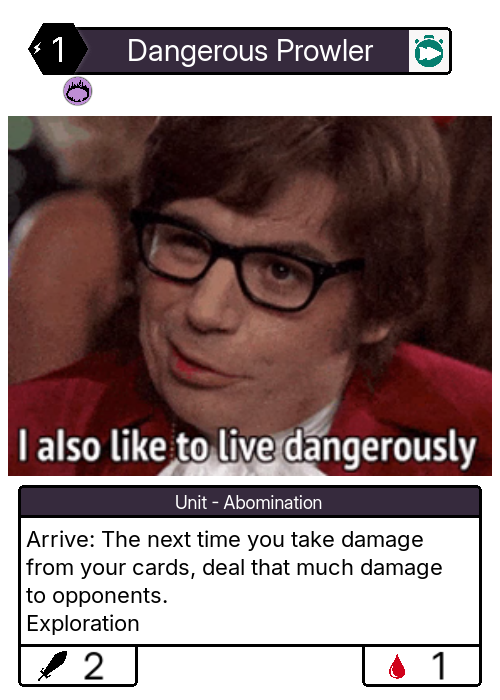 1
Dangerous Prowler
I also like to live dangerously
Unit - Abomination
Arrive: The next time you take damage
from your cards, deal that much damage
to opponents.
Exploration
2
1